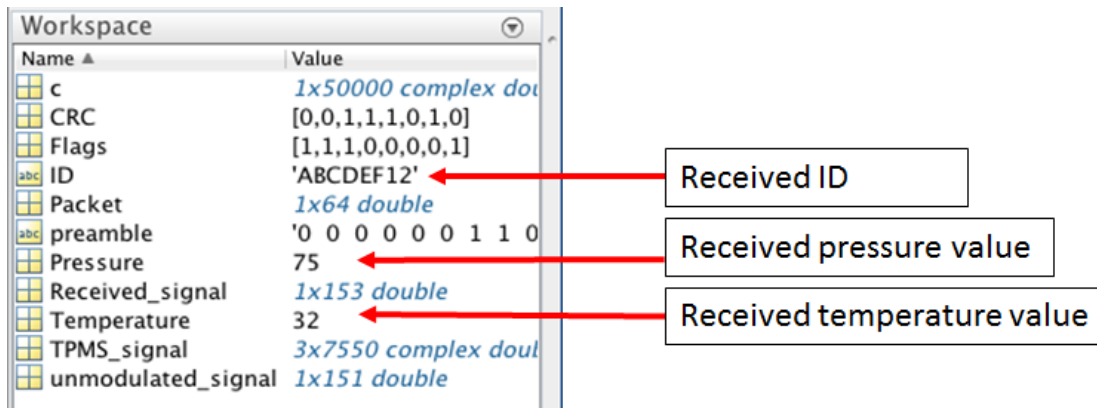 Workspace
Name Value
c 1x50000 complex dou
CRC [0,0,1,1,1,0,1,0]
Flags [1,1,1,0,0,0,0,1]
abc ID 'ABCDEF12' Received ID
Packet 1x64 double
abc preamble '0 0 0 0 0 0 1 1 0
Pressure 75 Received pressure value
Received_signal 1x153 double
Temperature 32 Received temperature value
TPMS_signal 3x7550 complex doubl
unmodulated_signal 1x151 double